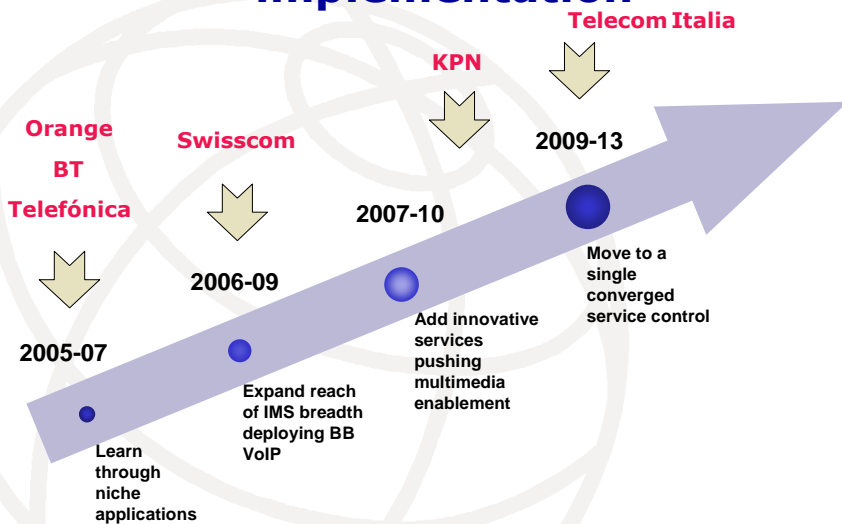 Implementation
Telecom Italia
KPN
Orange
BT
Telefónica
Swisscom
2009-13
2007-10
2006-09
2005-07
Move to a
single
converged
service control
Add innovative
services
pushing
multimedia
enablement
Expand reach
of IMS breadth
deploying BB
VoIP
Learn
through
niche
applications